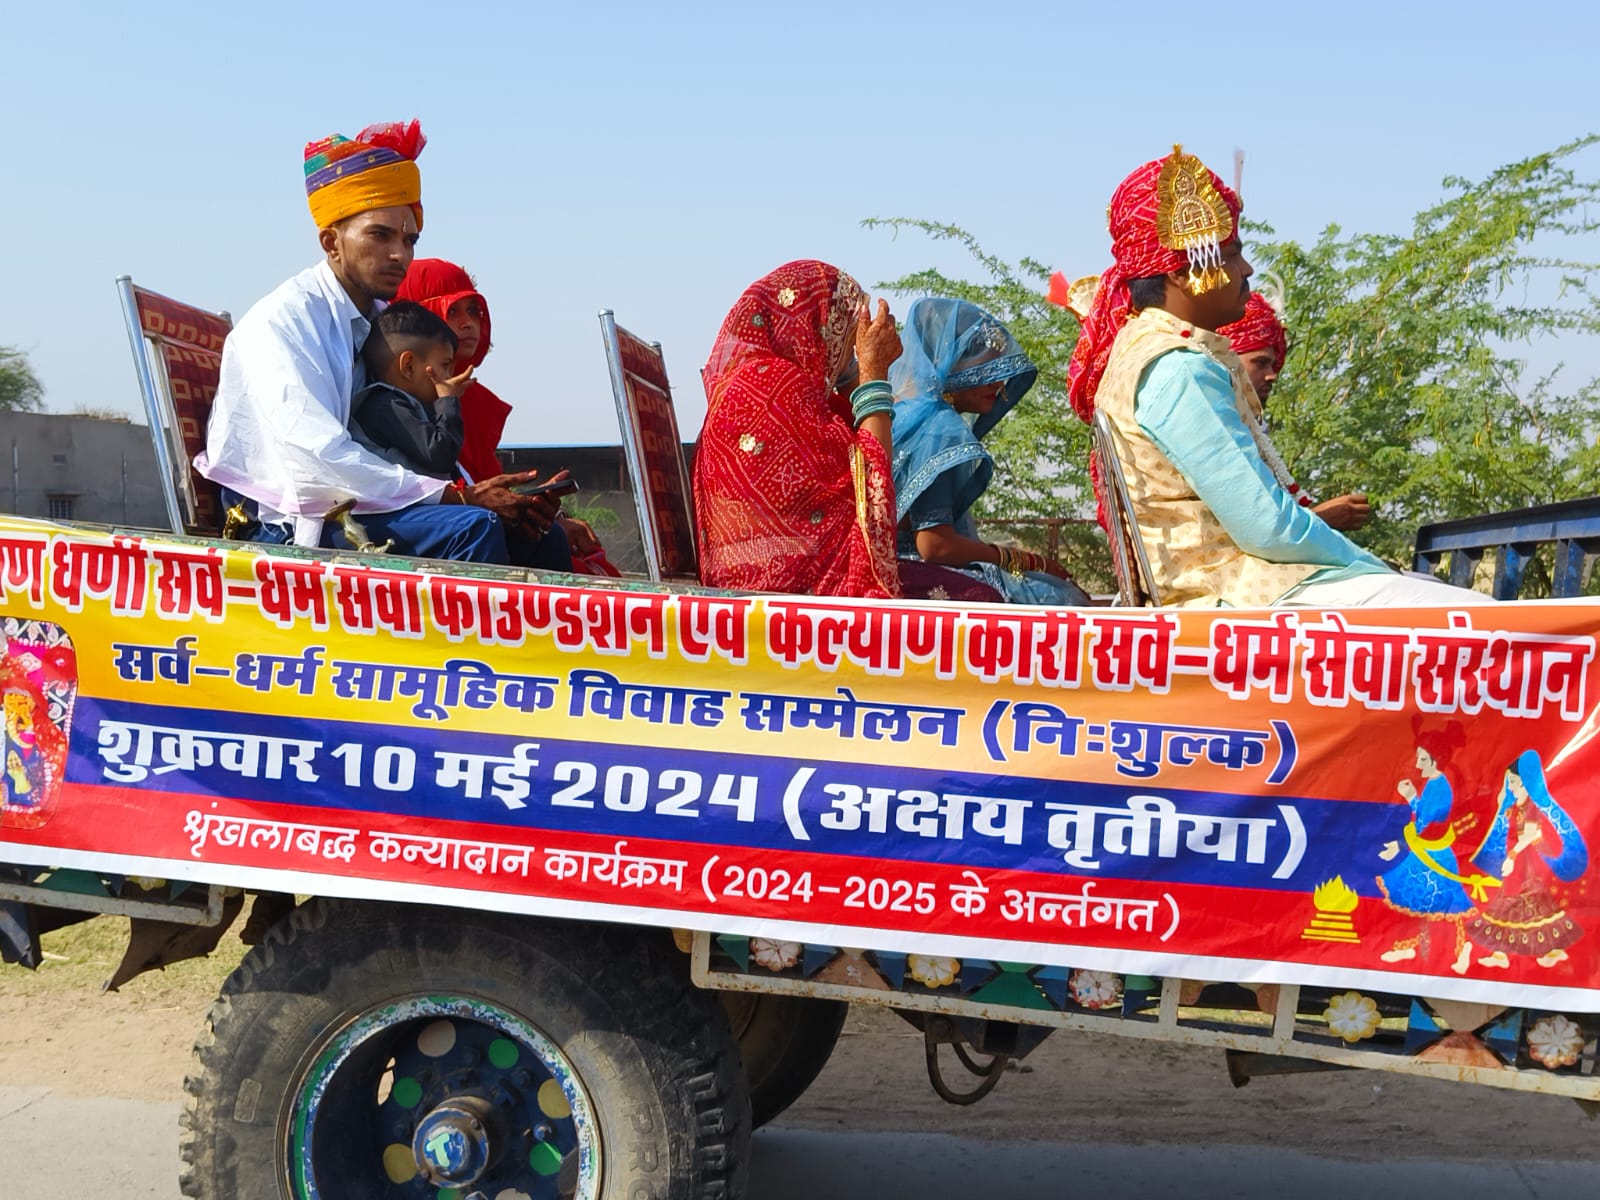 धणी सर्व-धर्म सेवा फाउण्डेशन एवं कल्याण कारी सर्व-धर्म सेवा संस्थान
सर्व-धर्म सामूहिक विवाह सम्मेलन (निःशुल्क)
शुक्रवार 10 मई 2024 (अक्षय तृतीया)
श्रृंखलाबद्ध कन्यादान कार्यक्रम (2024-2025 के अर्न्तगत)